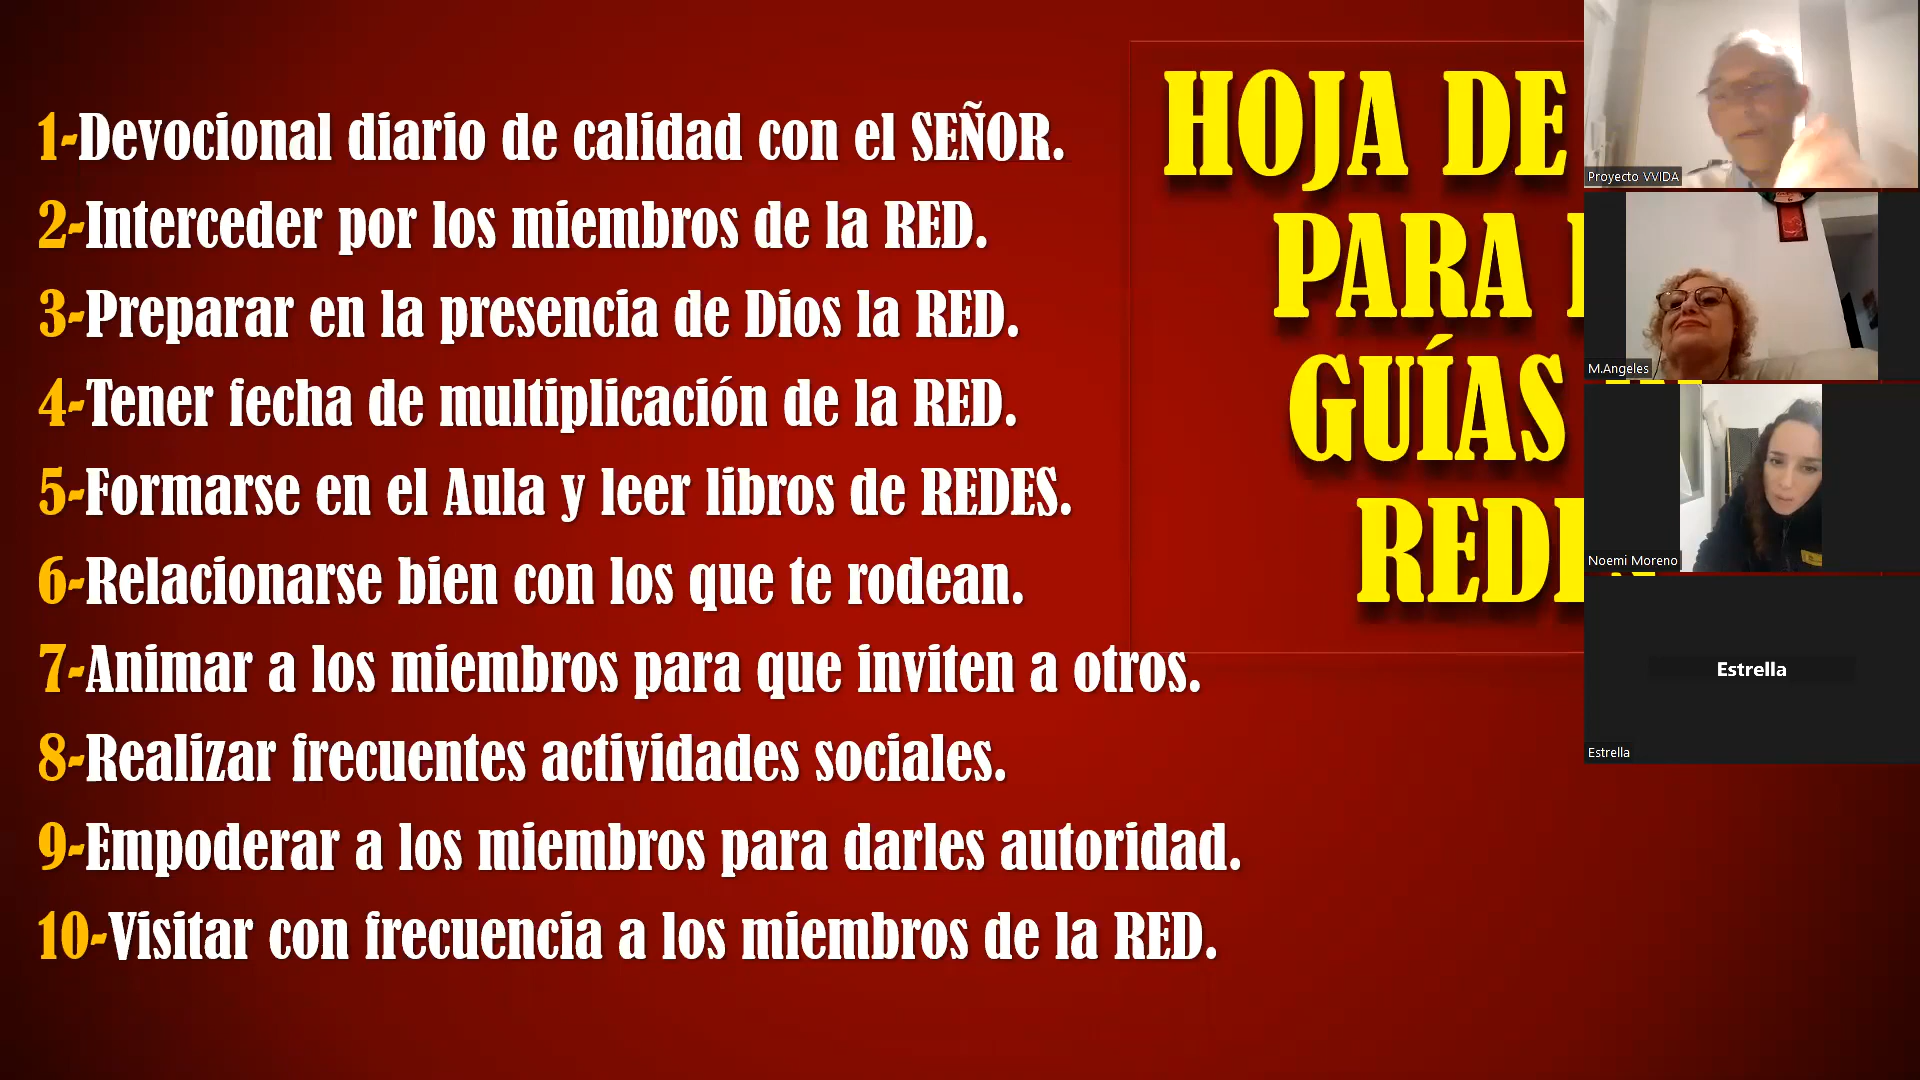 1-Devocional diario de calidad con el SEÑOR.
2-Interceder por los miembros de la RED.
3-Preparar en la presencia de Dios la RED.
4-Tener fecha de multiplicación de la RED.
5-Formarse en el Aula y leer libros de REDES.
6-Relacionarse bien con los que te rodean.
7-Animar a los miembros para que inviten a otros.
8-Realizar frecuentes actividades sociales.
9-Empoderar a los miembros para darles autoridad.
10-Visitar con frecuencia a los miembros de la RED.
HOJA DE
PARA
GUÍAS
Proyecto VVIDA
M.Angeles
Noemi Moreno
Estrella
Estrella